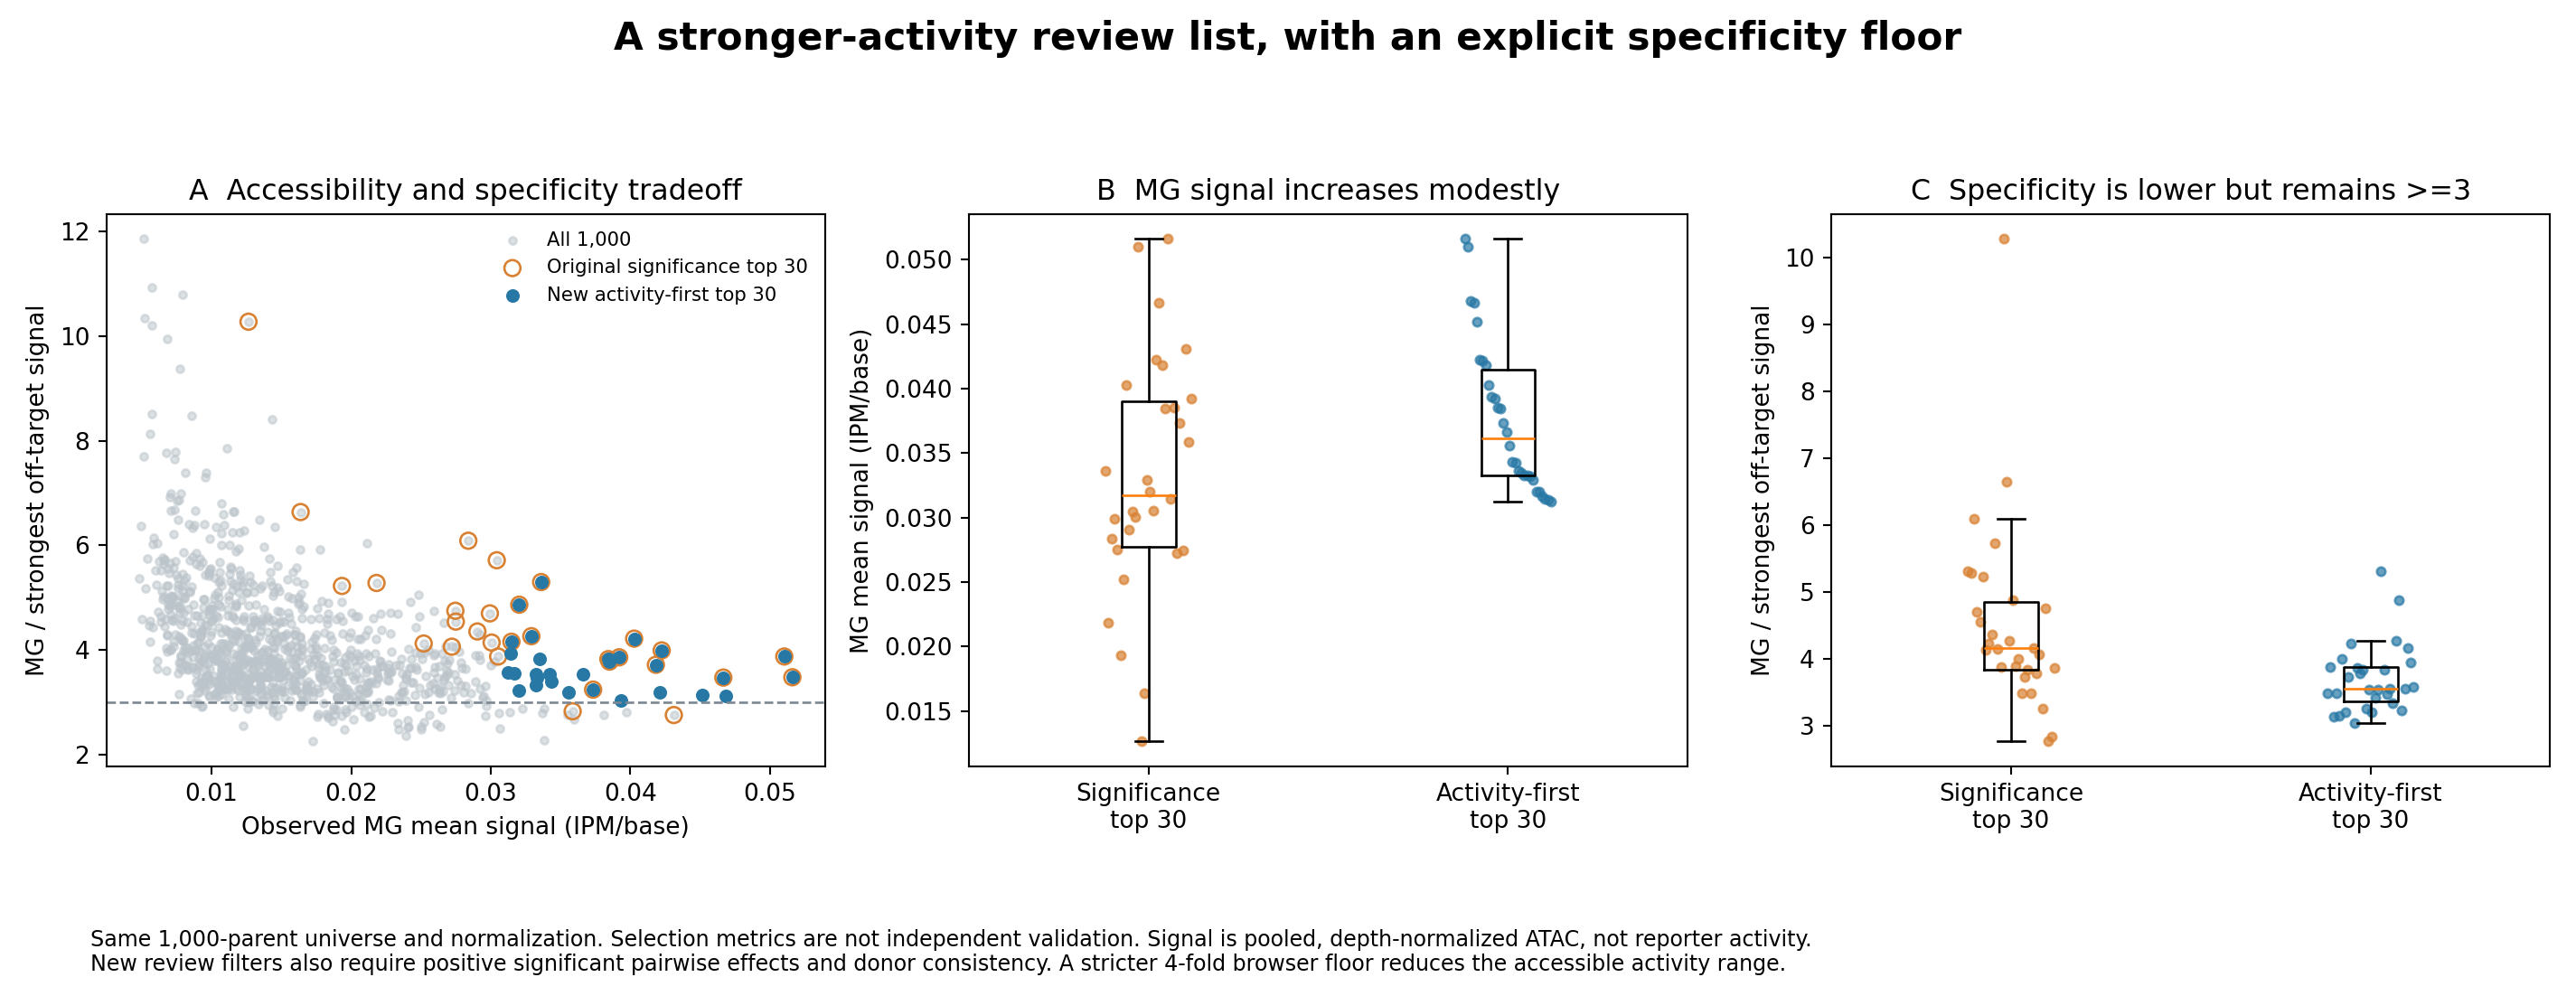 A stronger-activity review list, with an explicit specificity floor
A  Accessibility and specificity tradeoff
MG / strongest off-target signal
12
10
8
6
4
2
All 1,000
Original significance top 30
New activity-first top 30
0.01
0.02
0.03
0.04
0.05
Observed MG mean signal (IPM/base)
B  MG signal increases modestly
MG mean signal (IPM/base)
0.050
0.045
0.040
0.035
0.030
0.025
0.020
0.015
Significance
top 30
Activity-first
top 30
C  Specificity is lower but remains >=3
MG / strongest off-target signal
10
9
8
7
6
5
4
3
Significance
top 30
Activity-first
top 30
Same 1,000-parent universe and normalization. Selection metrics are not independent validation. Signal is pooled, depth-normalized ATAC, not reporter activity.
New review filters also require positive significant pairwise effects and donor consistency. A stricter 4-fold browser floor reduces the accessible activity range.